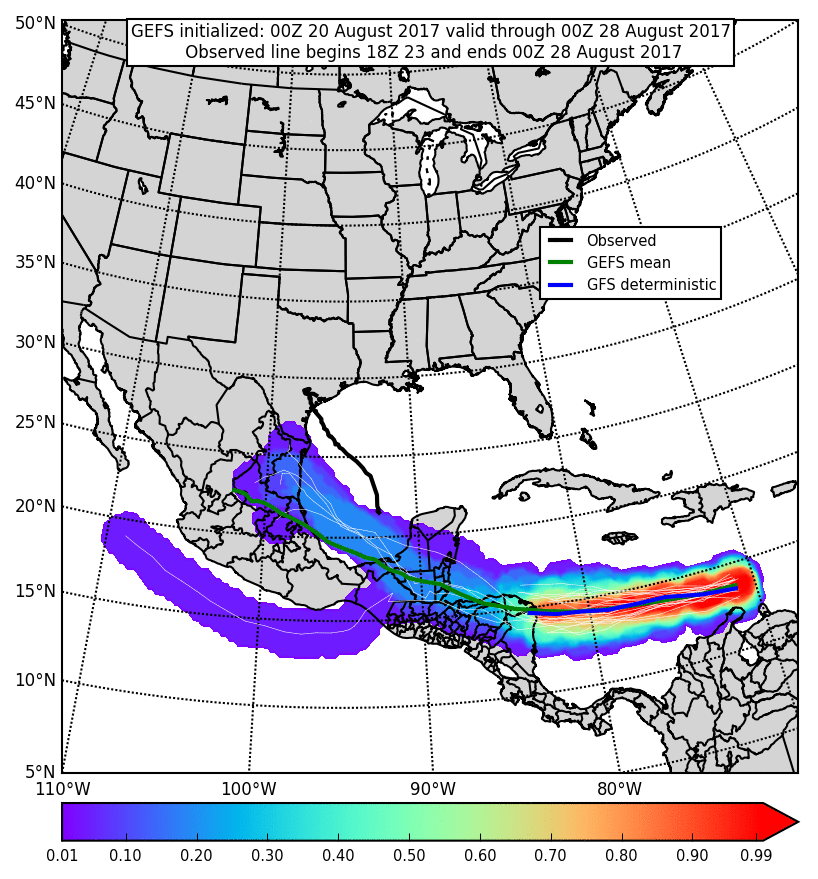 GEFS initialized: 00Z 20 August 2017 valid through 00Z 28 August 2017
Observed line begins 18Z 23 and ends 00Z 28 August 2017
50°N
45°N
40°N
35°N
30°N
25°N
20°N
15°N
10°N
5°N
Observed
GEFS mean
GFS deterministic
110°W 100°W 90°W 80°W
0.01 0.10 0.20 0.30 0.40 0.50 0.60 0.70 0.80 0.90 0.99